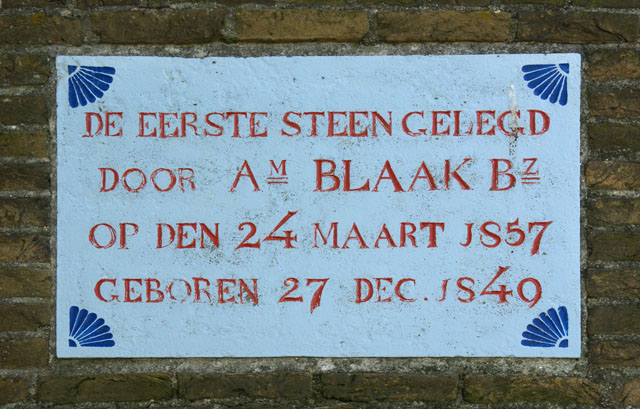 DE EERSTE STEEN GELEGD
DOOR Aᴹ BLAAK Bᶻ
OP DEN 24 MAART 1857
GEBOREN 27 DEC. 1849